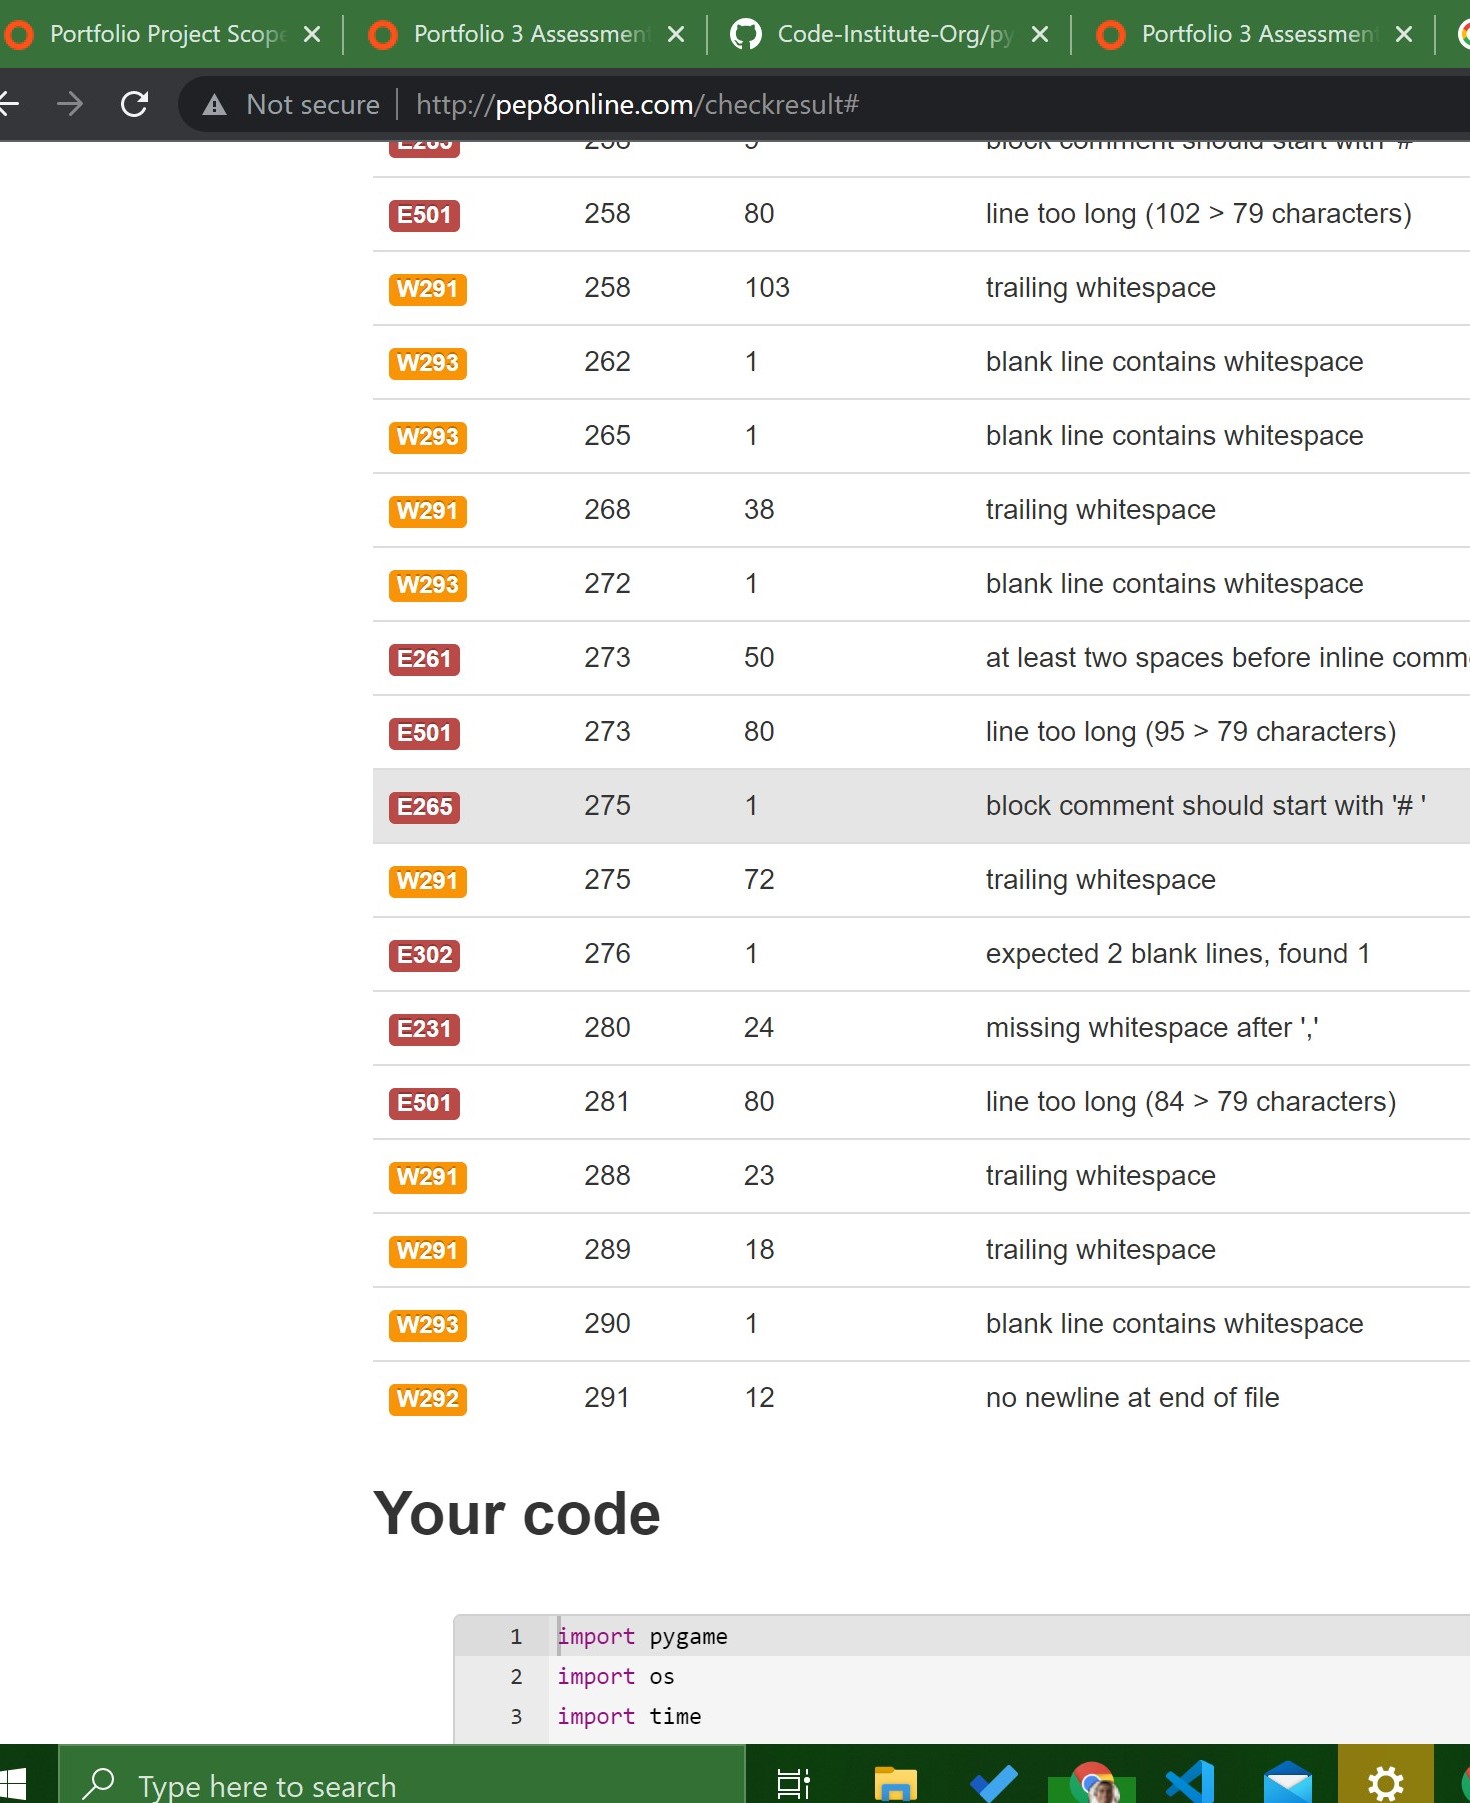 Portfolio Project Scope
Portfolio 3 Assessment
Code-Institute-Org/py
Portfolio 3 Assessment
Not secure http://pep8online.com/checkresult#
E265 258 9 block comment should start with '#
E501 258 80 line too long (102 > 79 characters)
W291 258 103 trailing whitespace
W293 262 1 blank line contains whitespace
W293 265 1 blank line contains whitespace
W291 268 38 trailing whitespace
W293 272 1 blank line contains whitespace
E261 273 50 at least two spaces before inline comm
E501 273 80 line too long (95 > 79 characters)
E265 275 1 block comment should start with '# '
W291 275 72 trailing whitespace
E302 276 1 expected 2 blank lines, found 1
E231 280 24 missing whitespace after ','
E501 281 80 line too long (84 > 79 characters)
W291 288 23 trailing whitespace
W291 289 18 trailing whitespace
W293 290 1 blank line contains whitespace
W292 291 12 no newline at end of file
Your code
1 import pygame
2 import os
3 import time
Type here to search